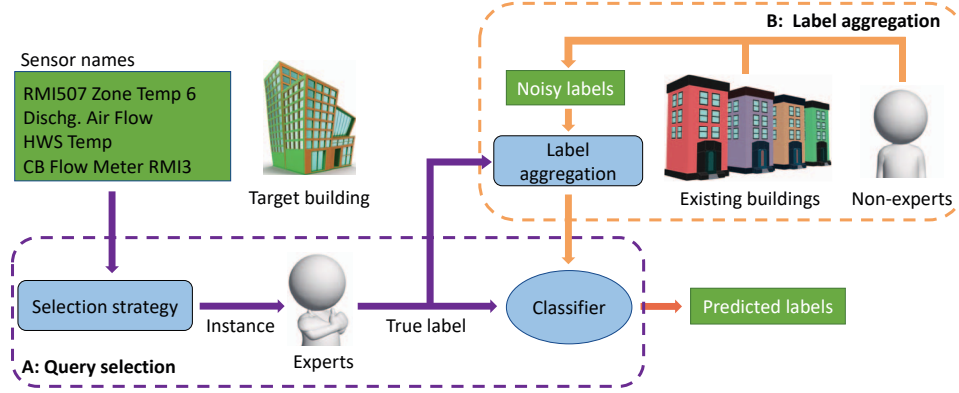 B: Label aggregation
Sensor names
RMI507 Zone Temp 6
Dischg. Air Flow
HWS Temp
CB Flow Meter RMI3
Target building
Noisy labels
Label
aggregation
Existing buildings
Non-experts
Selection strategy
Instance
Experts
True label
Classifier
Predicted labels
A: Query selection